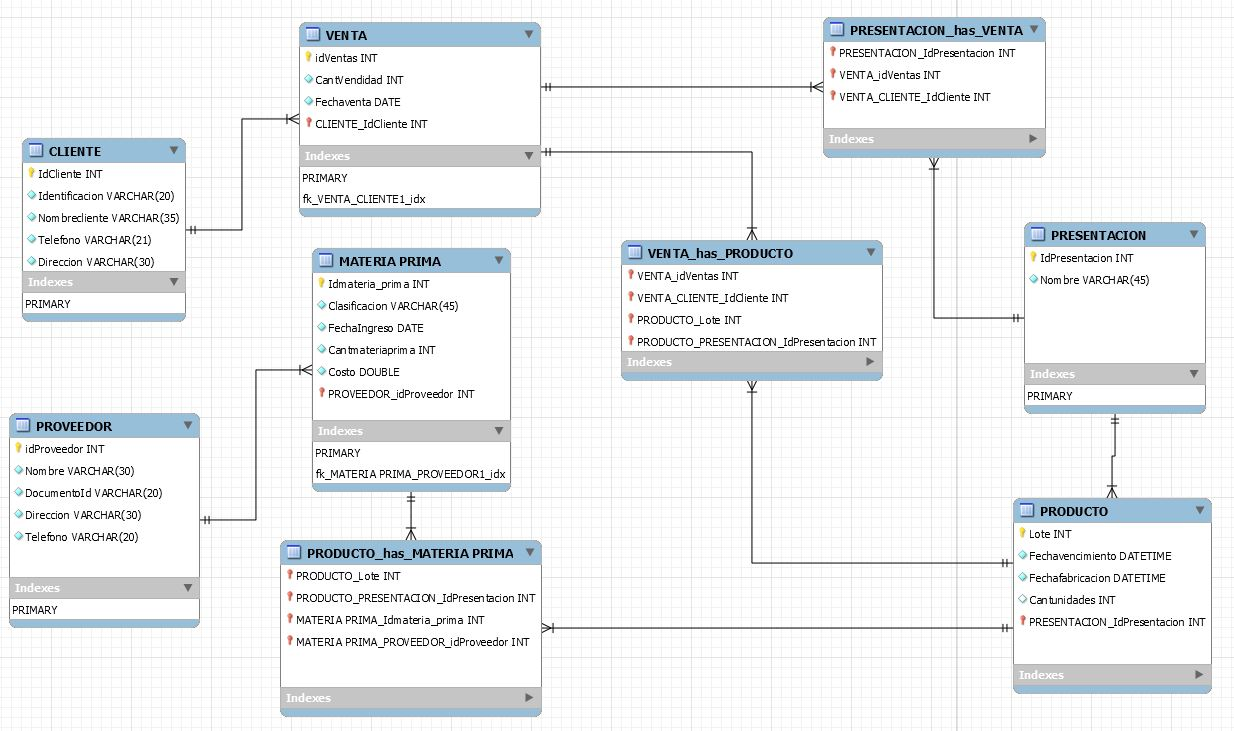 VENTA
idVentas INT
CantVendidad INT
Fechaventa DATE
CLIENTE_IdCliente INT
Indexes
PRIMARY
fk_VENTA_CLIENTE1_idx
PRESENTACION_has_VENTA
PRESENTACION_IdPresentacion INT
VENTA_idVentas INT
VENTA_CLIENTE_IdCliente INT
Indexes
CLIENTE
IdCliente INT
Identificacion VARCHAR(20)
Nombrecliente VARCHAR(35)
Telefono VARCHAR(21)
Direccion VARCHAR(30)
Indexes
PRIMARY
MATERIA PRIMA
Idmateria_prima INT
Clasificacion VARCHAR(45)
FechaIngreso DATE
Cantmateriaprima INT
Costo DOUBLE
PROVEEDOR_idProveedor INT
Indexes
PRIMARY
fk_MATERIA PRIMA_PROVEEDOR1_idx
VENTA_has_PRODUCTO
VENTA_idVentas INT
VENTA_CLIENTE_IdCliente INT
PRODUCTO_Lote INT
PRODUCTO_PRESENTACION_IdPresentacion INT
Indexes
PRESENTACION
IdPresentacion INT
Nombre VARCHAR(45)
Indexes
PRIMARY
PROVEEDOR
idProveedor INT
Nombre VARCHAR(30)
DocumentoId VARCHAR(20)
Direccion VARCHAR(30)
Telefono VARCHAR(20)
Indexes
PRIMARY
PRODUCTO_has_MATERIA PRIMA
PRODUCTO_Lote INT
PRODUCTO_PRESENTACION_IdPresentacion INT
MATERIA PRIMA_Idmateria_prima INT
MATERIA PRIMA_PROVEEDOR_idProveedor INT
Indexes
PRODUCTO
Lote INT
Fechavencimiento DATETIME
Fechafabricacion DATETIME
Cantunidades INT
PRESENTACION_IdPresentacion INT
Indexes